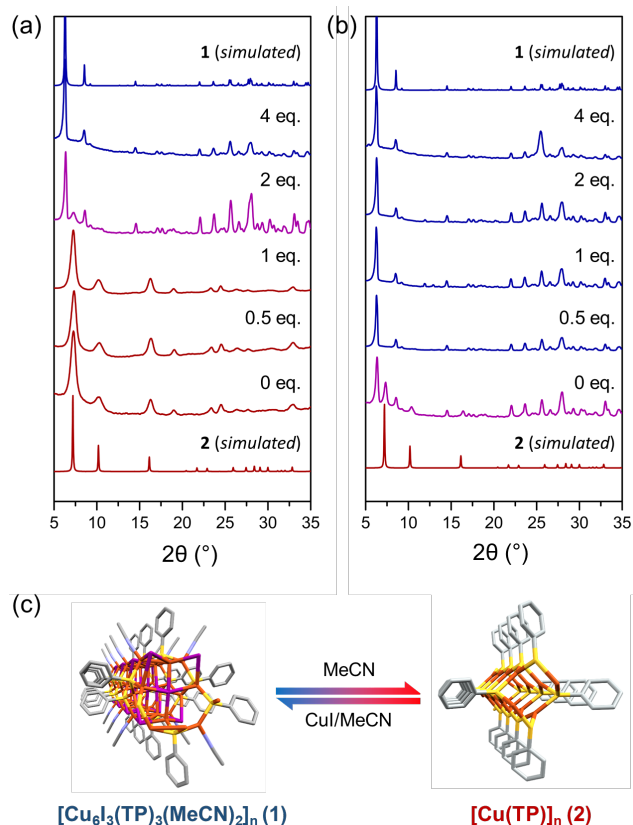 (a)
1 (simulated)
4 eq.
2 eq.
1 eq.
0.5 eq.
0 eq.
2 (simulated)
5 10 15 20 25 30 35
2θ (°)
(b)
1 (simulated)
4 eq.
2 eq.
1 eq.
0.5 eq.
0 eq.
2 (simulated)
5 10 15 20 25 30 35
2θ (°)
(c)
MeCN
CuI/MeCN
[Cu₆I₃(TP)₃(MeCN)₂]ₙ (1)
[Cu(TP)]ₙ (2)